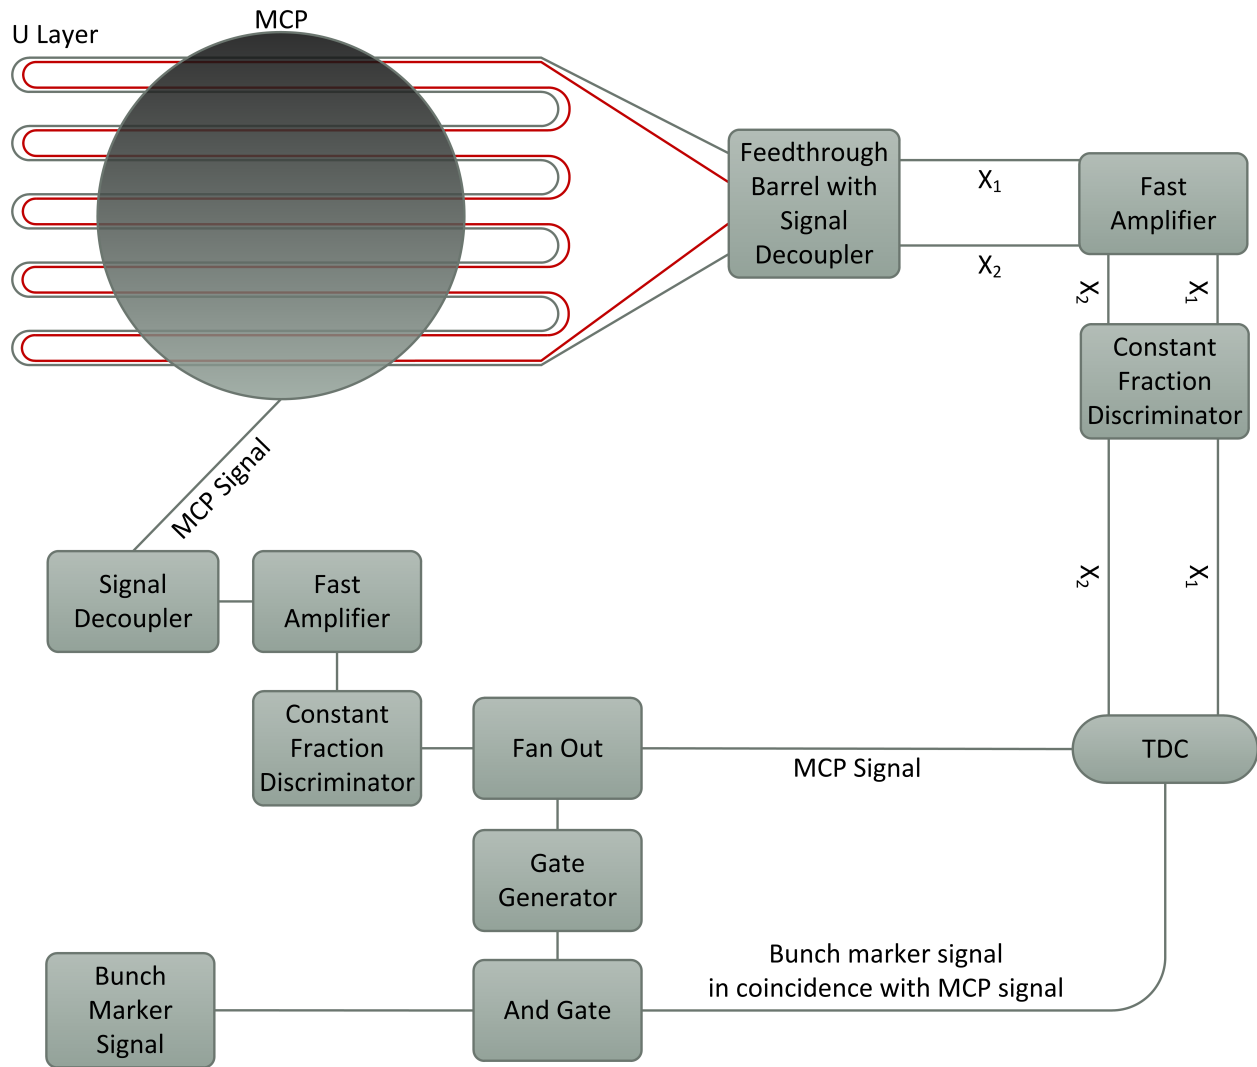 MCP
U Layer
Feedthrough
Barrel with
Signal
Decoupler
X₁
X₂
Fast
Amplifier
X₂
X₁
Constant
Fraction
Discriminator
MCP Signal
X₂
X₁
Signal
Decoupler
Fast
Amplifier
Constant
Fraction
Discriminator
Fan Out
MCP Signal
TDC
Gate
Generator
Bunch
Marker
Signal
And Gate
Bunch marker signal
in coincidence with MCP signal